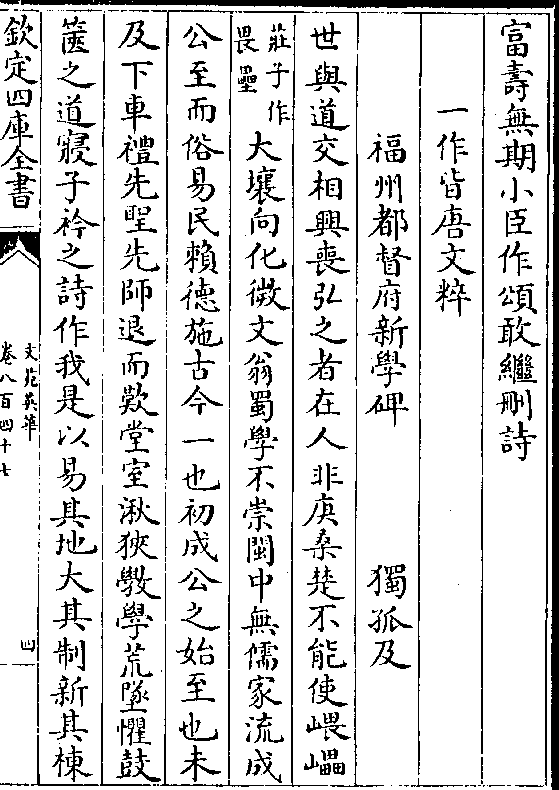 富壽無期小臣作頌敢繼刪詩
一作皆唐文粹
福州都督府新學碑 獨孤及
世與道交相興喪弘之者在人非庚桑楚不能使㟪㠥
莊子作
畏壘
大壤向化微文翁蜀學不崇閩中無儒家流成
公至而俗易民賴德施古今一也初成公之始至也未
及下車禮先聖先師退而歎堂室湫狹斆學荒墜懼鼓
篋之道寢子衿之詩作我是以易其地大其制新其棟
欽定四庫全書
文苑英華
卷八百四十七
四